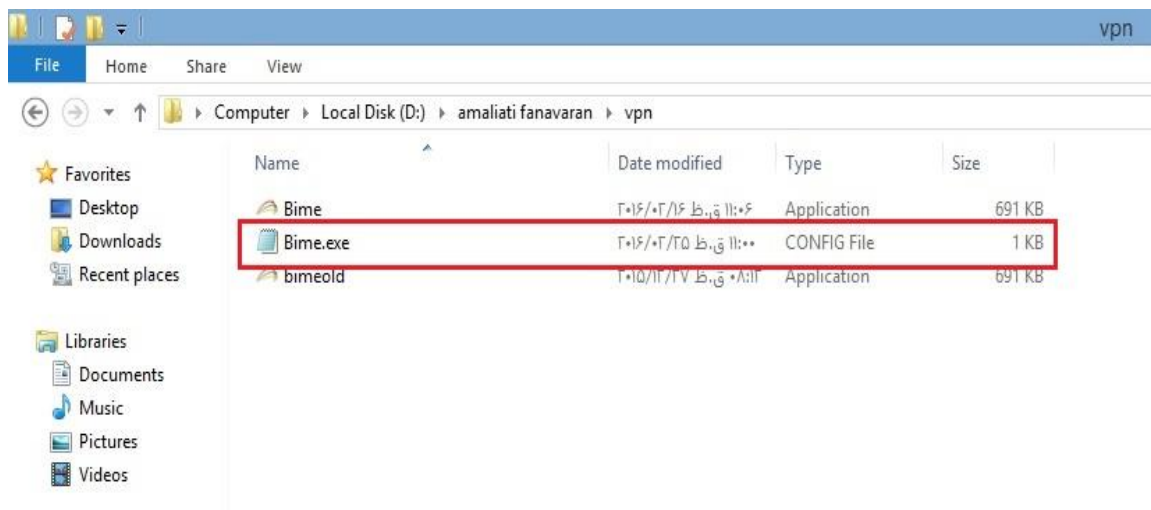 vpn
File Home Share View
Computer Local Disk (D:) amaliati fanavaran vpn
Name Date modified Type Size
Favorites
Desktop
Downloads
Recent places
Libraries
Documents
Music
Pictures
Videos
Bime ۲۰۱۶/۰۲/۱۶ ق.ظ ۱۱:۰۶ Application 691 KB
Bime.exe ۲۰۱۶/۰۲/۲۵ ق.ظ ۱۱:۰۰ CONFIG File 1 KB
bimeold ۲۰۱۵/۱۲/۲۷ ق.ظ ۰۸:۱۲ Application 691 KB